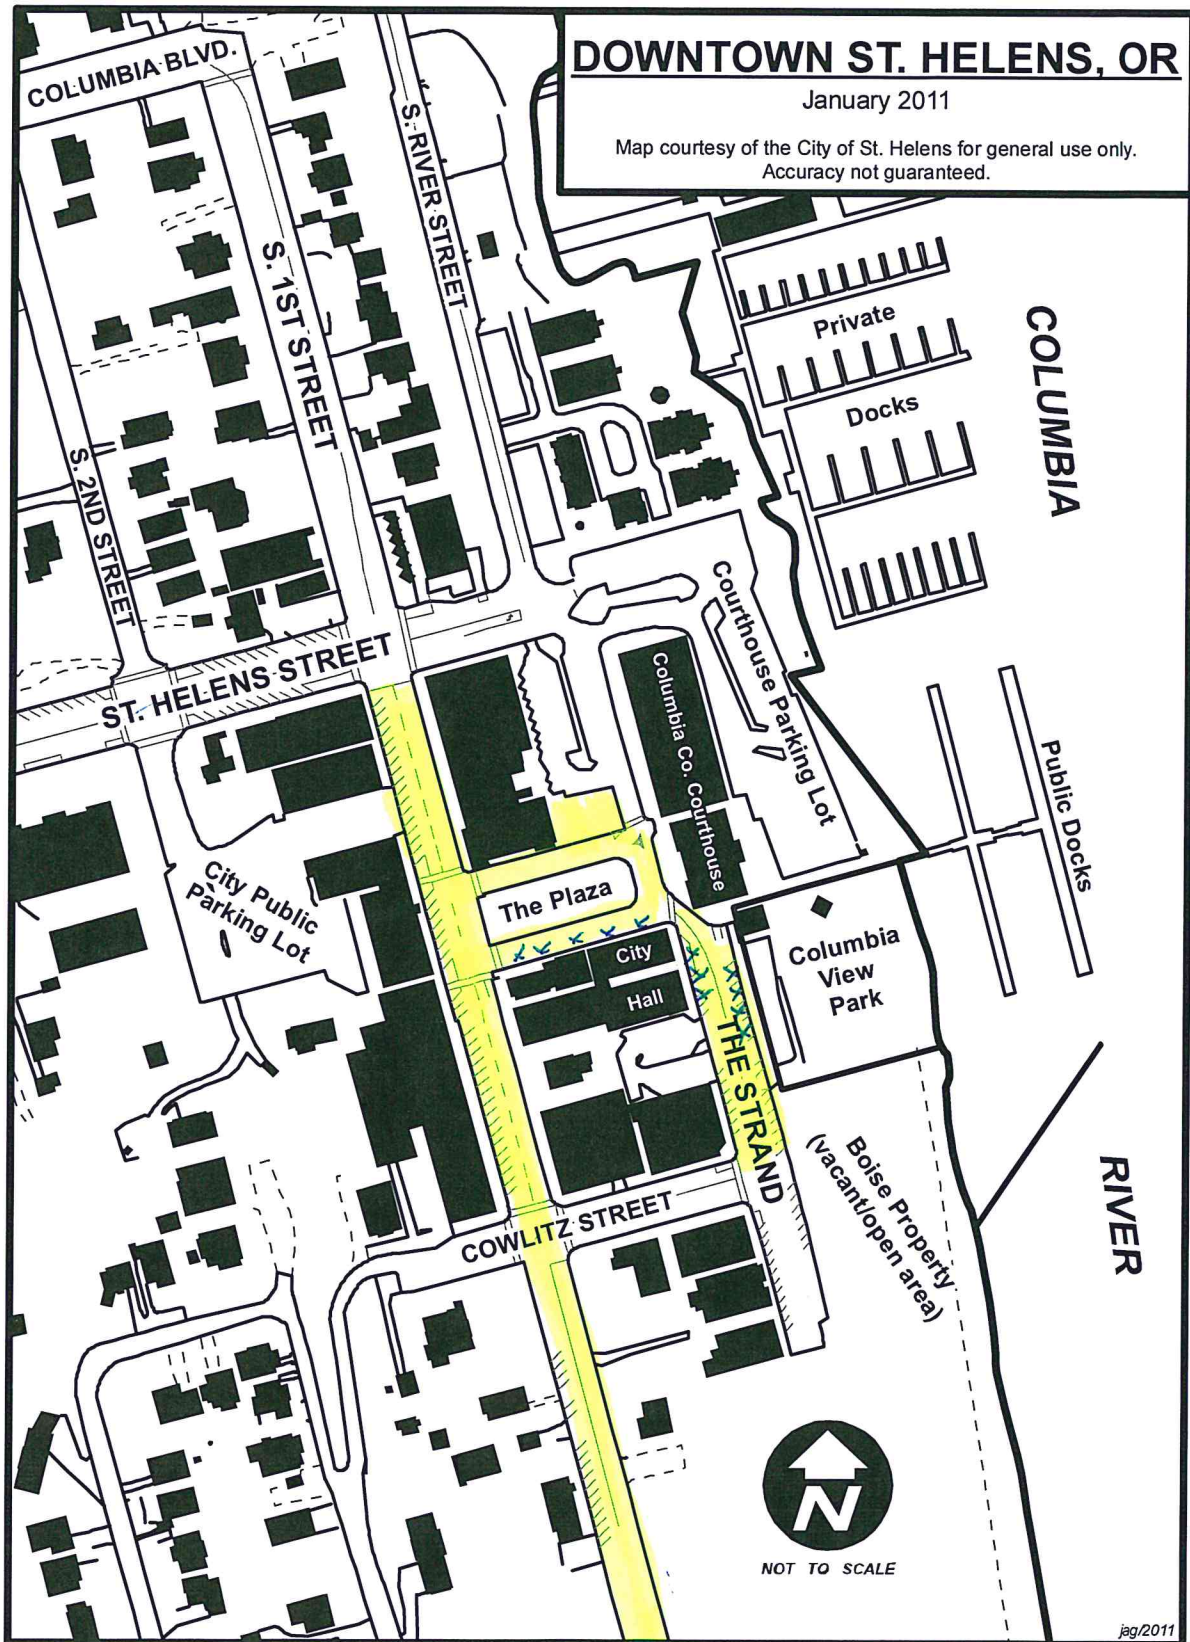 DOWNTOWN ST. HELENS, OR
January 2011
Map courtesy of the City of St. Helens for general use only.
Accuracy not guaranteed.
COLUMBIA BLVD.
S. RIVER STREET
S. 1ST STREET
S. 2ND STREET
Private
Docks
COLUMBIA
ST. HELENS STREET
Courthouse Parking Lot
Columbia Co. Courthouse
Public Docks
City Public
Parking Lot
The Plaza
City
Hall
Columbia
View
Park
THE STRAND
Boise Property
(vacant/open area)
RIVER
COWLITZ STREET
N
NOT TO SCALE
jag/2011